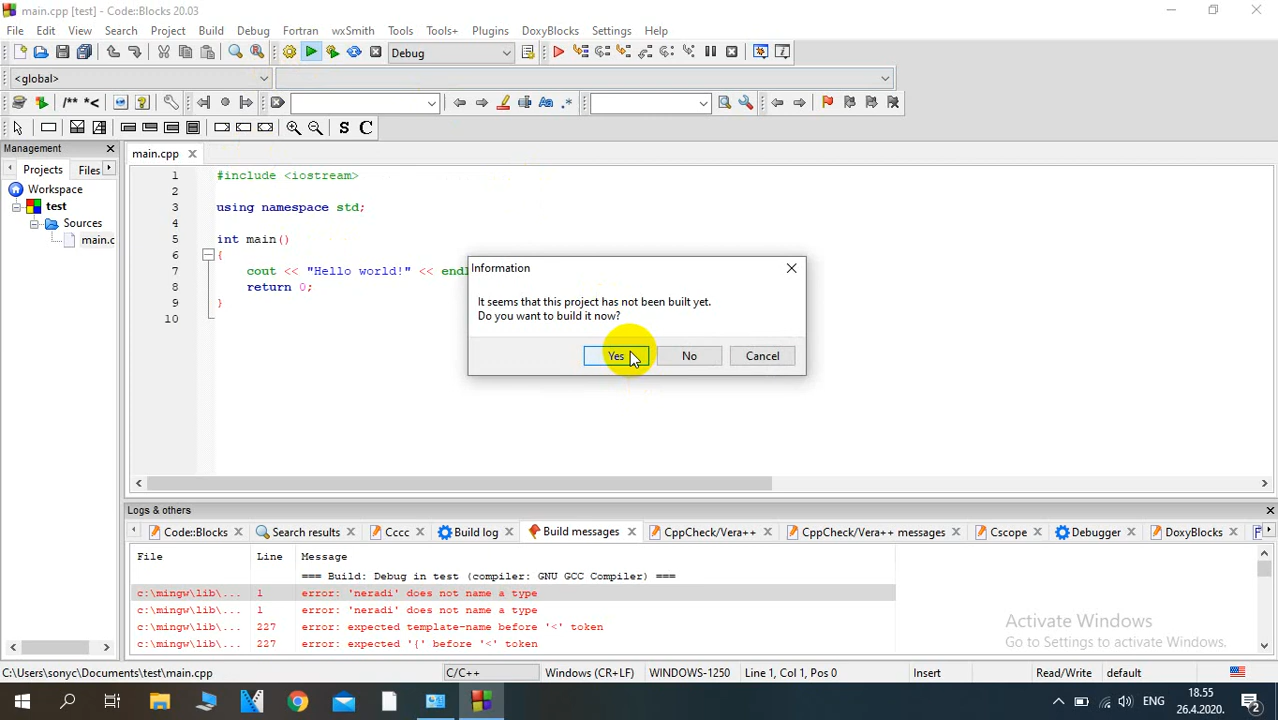 main.cpp [test] - Code::Blocks 20.03
File Edit View Search Project Build Debug Fortran wxSmith Tools Tools+ Plugins DoxyBlocks Settings Help
Debug
<global>
/** *<
Aa .*
S C
Management
main.cpp
Projects Files
Workspace
test
Sources
main.c
1 #include <iostream>
2
3 using namespace std;
4
5 int main()
6 {
7 cout << "Hello world!" << endl
8 return 0;
9 }
10
Information
It seems that this project has not been built yet.
Do you want to build it now?
Yes No Cancel
Logs & others
Code::Blocks Search results Cccc Build log Build messages CppCheck/Vera++ CppCheck/Vera++ messages Cscope Debugger DoxyBlocks F
File Line Message
=== Build: Debug in test (compiler: GNU GCC Compiler) ===
c:\mingw\lib\... 1 error: 'neradi' does not name a type
c:\mingw\lib\... 1 error: 'neradi' does not name a type
c:\mingw\lib\... 227 error: expected template-name before '<' token
c:\mingw\lib\... 227 error: expected '{' before '<' token
Activate Windows
Go to Settings to activate Windows.
C:\Users\sonyc\Documents\test\main.cpp C/C++ Windows (CR+LF) WINDOWS-1250 Line 1, Col 1, Pos 0 Insert Read/Write default
ENG
18.55
26.4.2020.
2